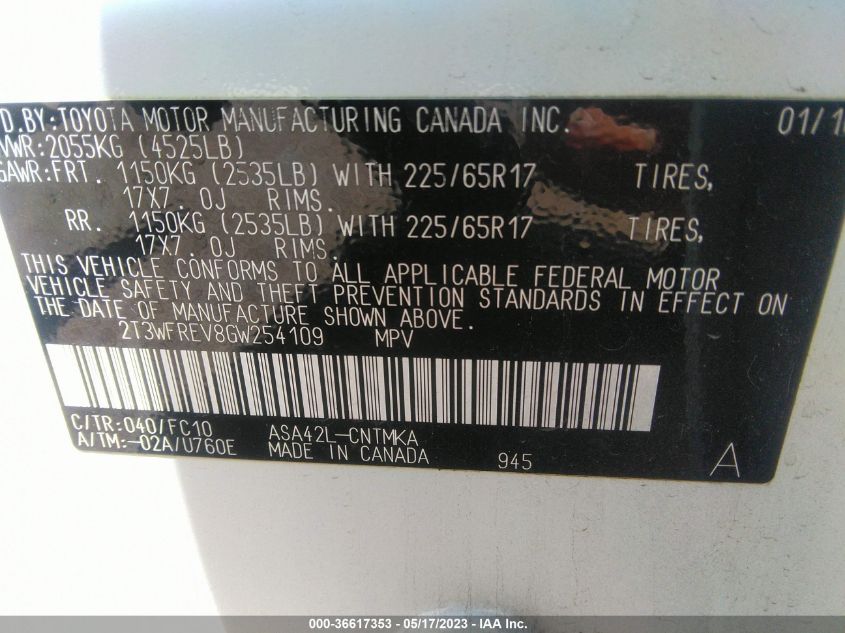 D.BY:TOYOTA MOTOR MANUFACTURING CANADA INC. 01/1
VWR:2055KG (4525LB)
GAWR:FRT. 1150KG (2535LB) WITH 225/65R17 TIRES,
17X7.0J RIMS.
RR. 1150KG (2535LB) WITH 225/65R17 TIRES,
17X7.0J RIMS.
THIS VEHICLE CONFORMS TO ALL APPLICABLE FEDERAL MOTOR
VEHICLE SAFETY AND THEFT PREVENTION STANDARDS IN EFFECT ON
THE DATE OF MANUFACTURE SHOWN ABOVE.
2T3WFREV8GW254109 MPV
C/TR:040/FC10 ASA42L-CNTMKA
A/TM:-02A/U760E MADE IN CANADA 945 A
000-36617353 — 05/17/2023 — IAA Inc.